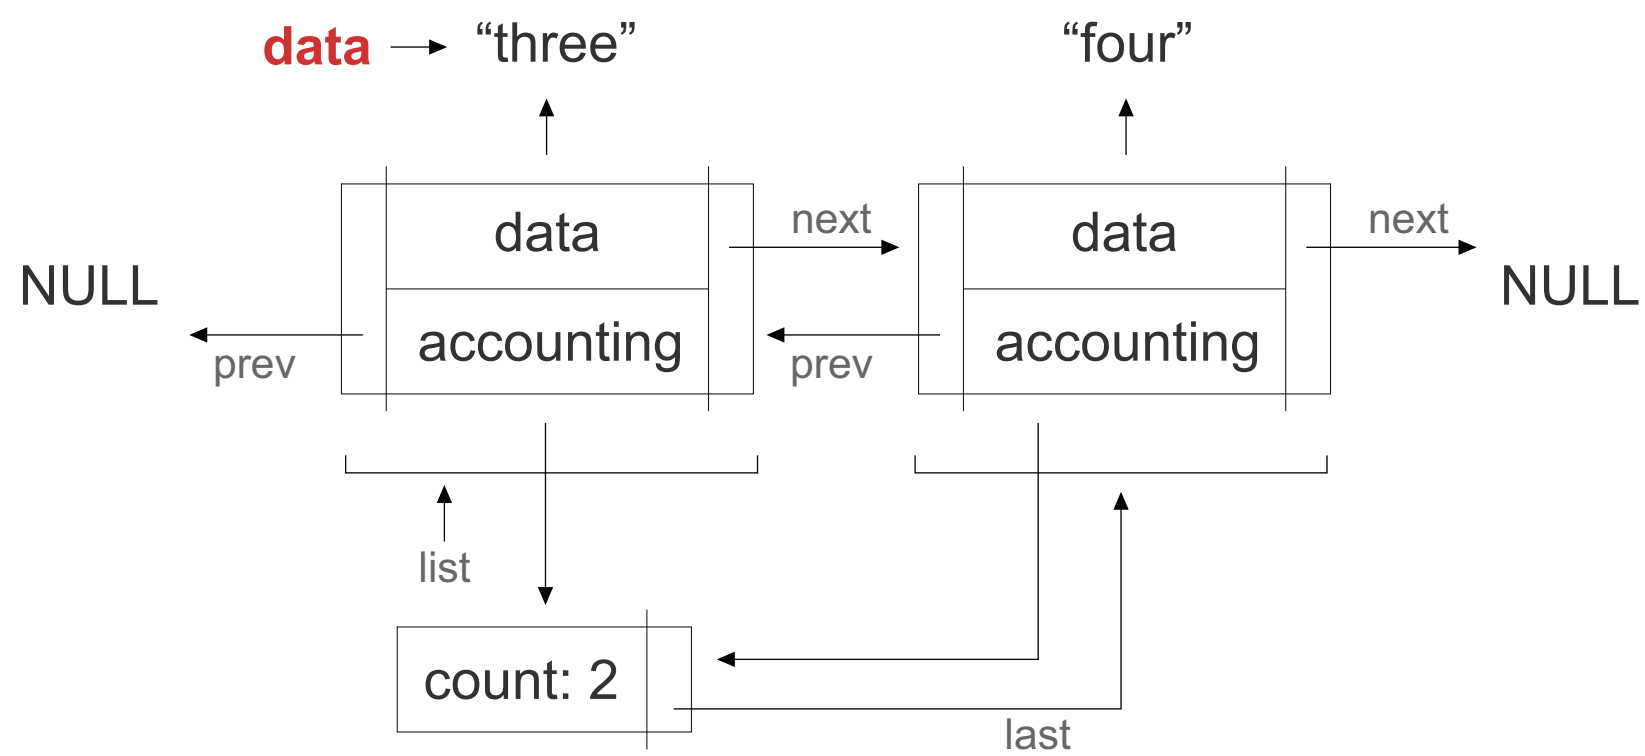 data “three” “four”
data next data next
NULL NULL
accounting accounting
prev prev
list
count: 2
last